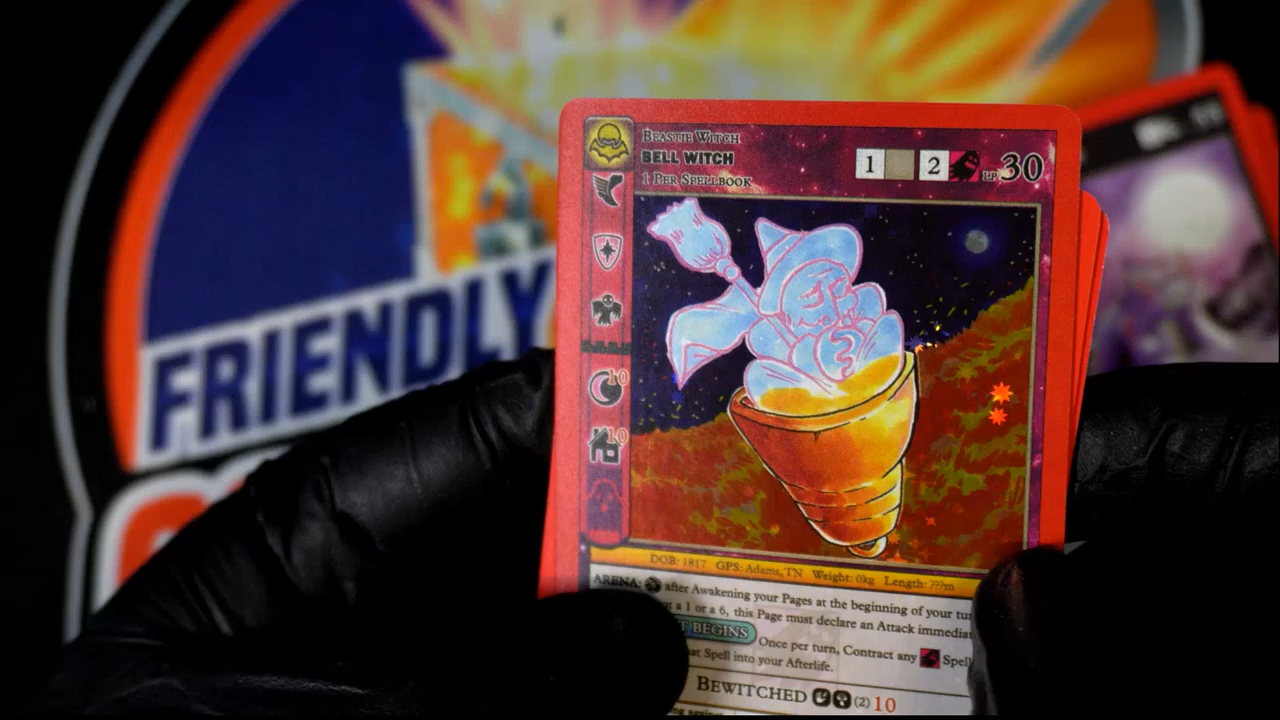 FRIENDLY
BEASTIE WITCH
BELL WITCH
1 PER SPELLBOOK
1 2 LP 30
10
10
DOB: 1817 GPS: Adams, TN Weight: 0kg Length: ???m
ARENA: after Awakening your Pages at the beginning of your
a 1 or a 6, this Page must declare an Attack
BEGINS Once per turn, Contract any Spell
Spell into your Afterlife.
BEWITCHED (2) 10